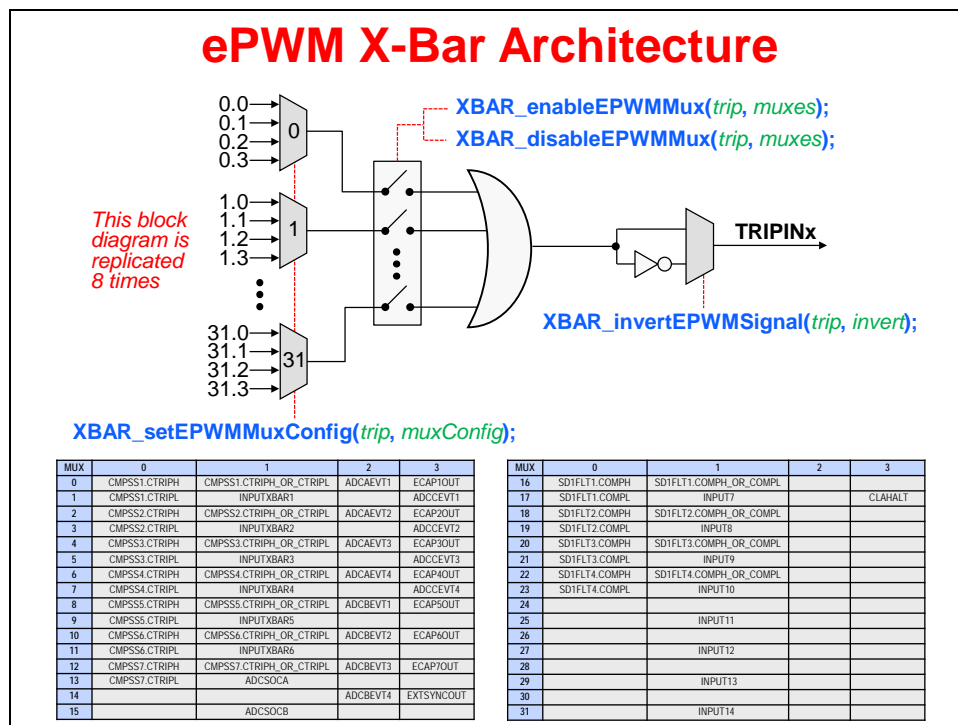 ePWM X-Bar Architecture
0.0
0.1
0.2
0.3
0
XBAR_enableEPWMMux(trip, muxes);
XBAR_disableEPWMMux(trip, muxes);
This block
diagram is
replicated
8 times
1.0
1.1
1.2
1.3
1
TRIPINx
31.0
31.1
31.2
31.3
31
XBAR_invertEPWMSignal(trip, invert);
XBAR_setEPWMMuxConfig(trip, muxConfig);
MUX 0 1 2 3
0 CMPSS1.CTRIPH CMPSS1.CTRIPH_OR_CTRIPL ADCAEVT1 ECAP1OUT
1 CMPSS1.CTRIPL INPUTXBAR1 ADCCEVT1
2 CMPSS2.CTRIPH CMPSS2.CTRIPH_OR_CTRIPL ADCAEVT2 ECAP2OUT
3 CMPSS2.CTRIPL INPUTXBAR2 ADCCEVT2
4 CMPSS3.CTRIPH CMPSS3.CTRIPH_OR_CTRIPL ADCAEVT3 ECAP3OUT
5 CMPSS3.CTRIPL INPUTXBAR3 ADCCEVT3
6 CMPSS4.CTRIPH CMPSS4.CTRIPH_OR_CTRIPL ADCAEVT4 ECAP4OUT
7 CMPSS4.CTRIPL INPUTXBAR4 ADCCEVT4
8 CMPSS5.CTRIPH CMPSS5.CTRIPH_OR_CTRIPL ADCBEVT1 ECAP5OUT
9 CMPSS5.CTRIPL INPUTXBAR5
10 CMPSS6.CTRIPH CMPSS6.CTRIPH_OR_CTRIPL ADCBEVT2 ECAP6OUT
11 CMPSS6.CTRIPL INPUTXBAR6
12 CMPSS7.CTRIPH CMPSS7.CTRIPH_OR_CTRIPL ADCBEVT3 ECAP7OUT
13 CMPSS7.CTRIPL ADCSOCA
14 ADCBEVT4 EXTSYNCOUT
15 ADCSOCB
MUX 0 1 2 3
16 SD1FLT1.COMPH SD1FLT1.COMPH_OR_COMPL
17 SD1FLT1.COMPL INPUT7 CLAHALT
18 SD1FLT2.COMPH SD1FLT2.COMPH_OR_COMPL
19 SD1FLT2.COMPL INPUT8
20 SD1FLT3.COMPH SD1FLT3.COMPH_OR_COMPL
21 SD1FLT3.COMPL INPUT9
22 SD1FLT4.COMPH SD1FLT4.COMPH_OR_COMPL
23 SD1FLT4.COMPL INPUT10
24
25 INPUT11
26
27 INPUT12
28
29 INPUT13
30
31 INPUT14